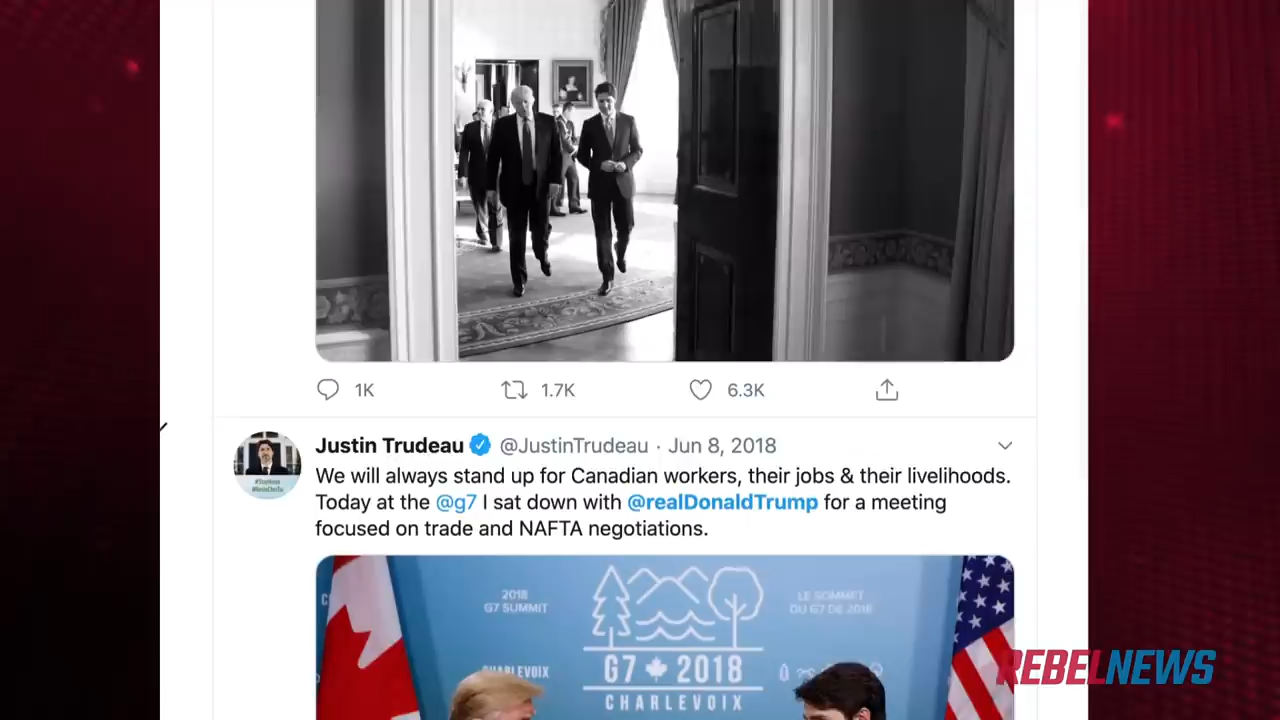 1K 1.7K 6.3K
Justin Trudeau @JustinTrudeau · Jun 8, 2018
We will always stand up for Canadian workers, their jobs & their livelihoods.
Today at the @g7 I sat down with @realDonaldTrump for a meeting
focused on trade and NAFTA negotiations.
2018
G7 SUMMIT
LE SOMMET
DU G7 DE 2018
CHARLEVOIX
G7 2018
CHARLEVOIX
REBELNEWS